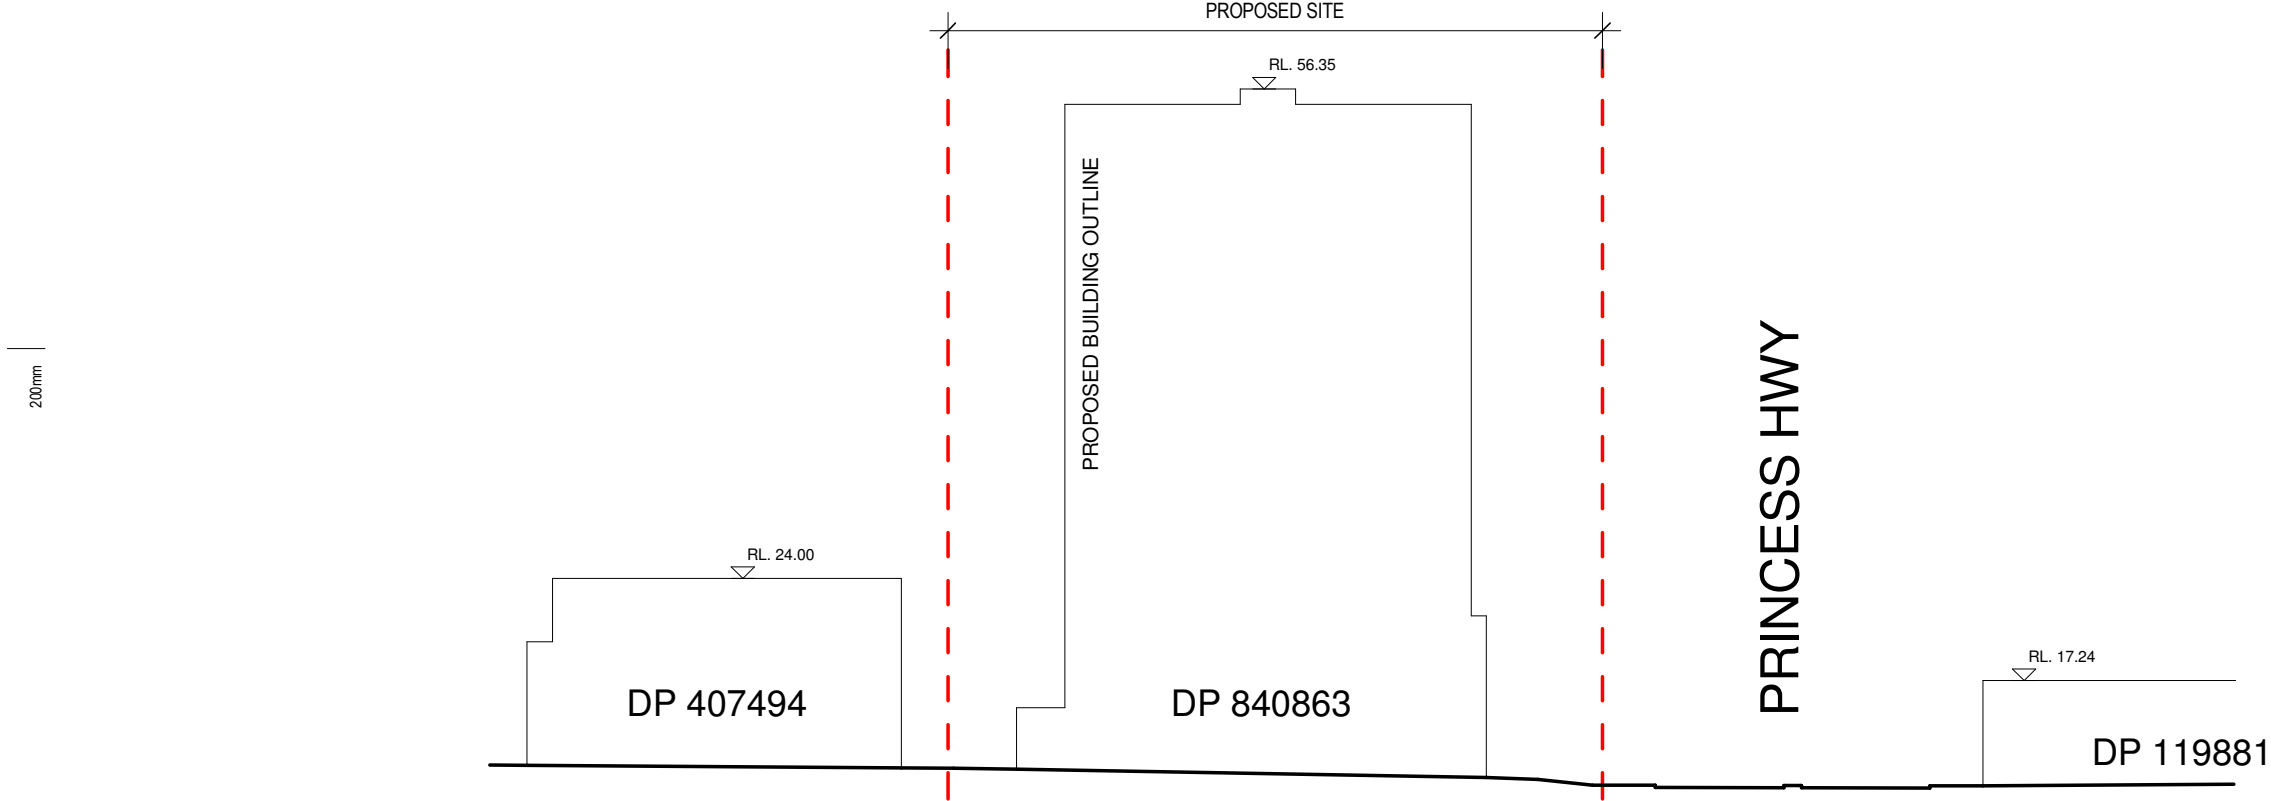 PROPOSED SITE
RL. 56.35
PROPOSED BUILDING OUTLINE
PRINCESS HWY
200mm
RL. 24.00
RL. 17.24
DP 407494
DP 840863
DP 119881